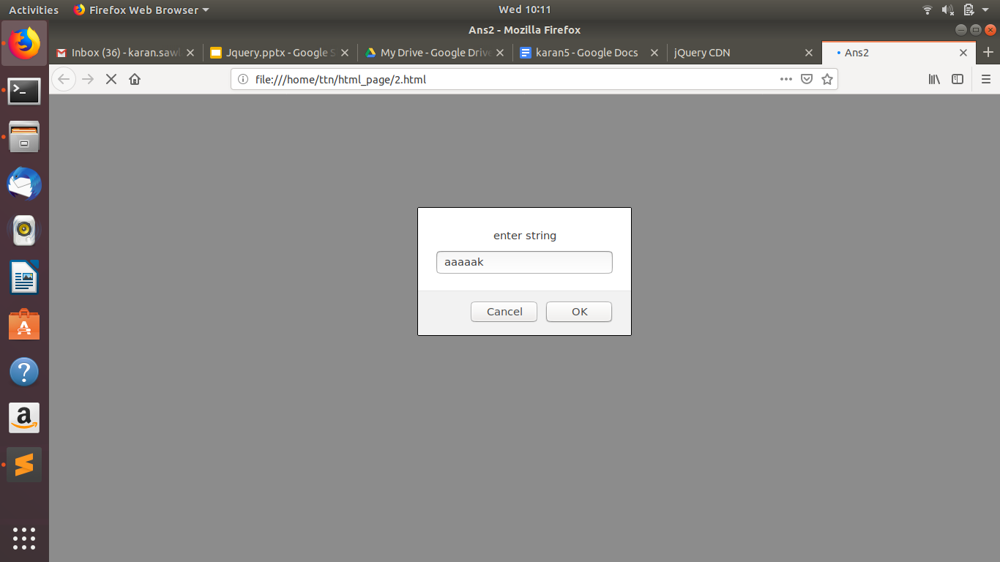 Activities Firefox Web Browser Wed 10:11
Ans2 - Mozilla Firefox
Inbox (36) - karan.sawl Jquery.pptx - Google S My Drive - Google Drive karan5 - Google Docs jQuery CDN Ans2
file:///home/ttn/html_page/2.html
enter string
aaaaak
Cancel OK